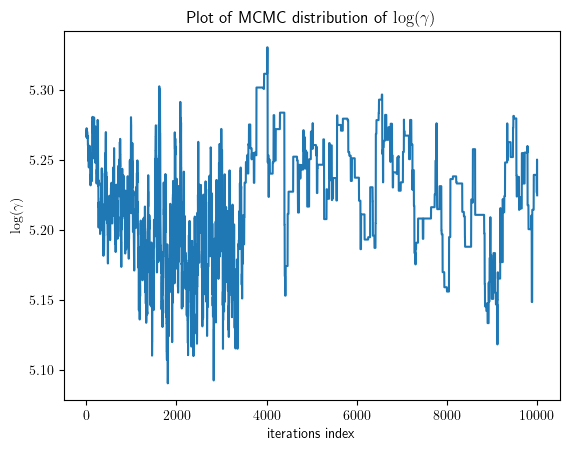 Plot of MCMC distribution of log(γ)
log(γ)
5.30
5.25
5.20
5.15
5.10
0 2000 4000 6000 8000 10000
iterations index